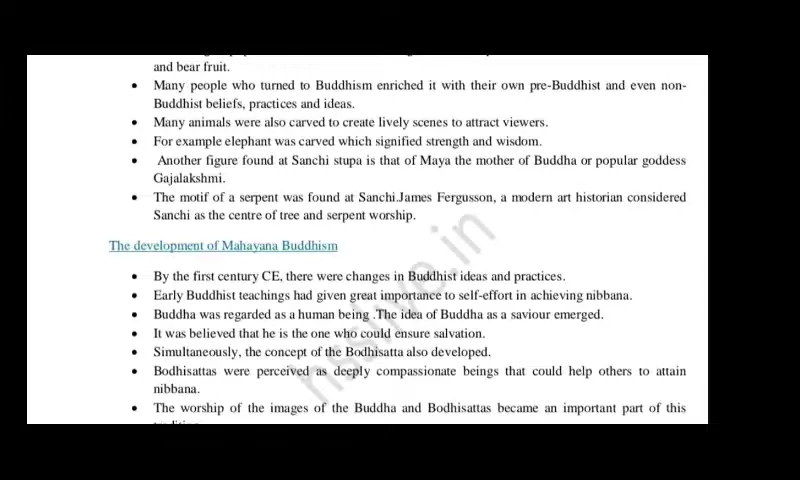 and bear fruit.
• Many people who turned to Buddhism enriched it with their own pre-Buddhist and even non-
Buddhist beliefs, practices and ideas.
• Many animals were also carved to create lively scenes to attract viewers.
• For example elephant was carved which signified strength and wisdom.
• Another figure found at Sanchi stupa is that of Maya the mother of Buddha or popular goddess
Gajalakshmi.
• The motif of a serpent was found at Sanchi.James Fergusson, a modern art historian considered
Sanchi as the centre of tree and serpent worship.
The development of Mahayana Buddhism
• By the first century CE, there were changes in Buddhist ideas and practices.
• Early Buddhist teachings had given great importance to self-effort in achieving nibbana.
• Buddha was regarded as a human being .The idea of Buddha as a saviour emerged.
• It was believed that he is the one who could ensure salvation.
• Simultaneously, the concept of the Bodhisatta also developed.
• Bodhisattas were perceived as deeply compassionate beings that could help others to attain
nibbana.
• The worship of the images of the Buddha and Bodhisattas became an important part of this
hsslive.in